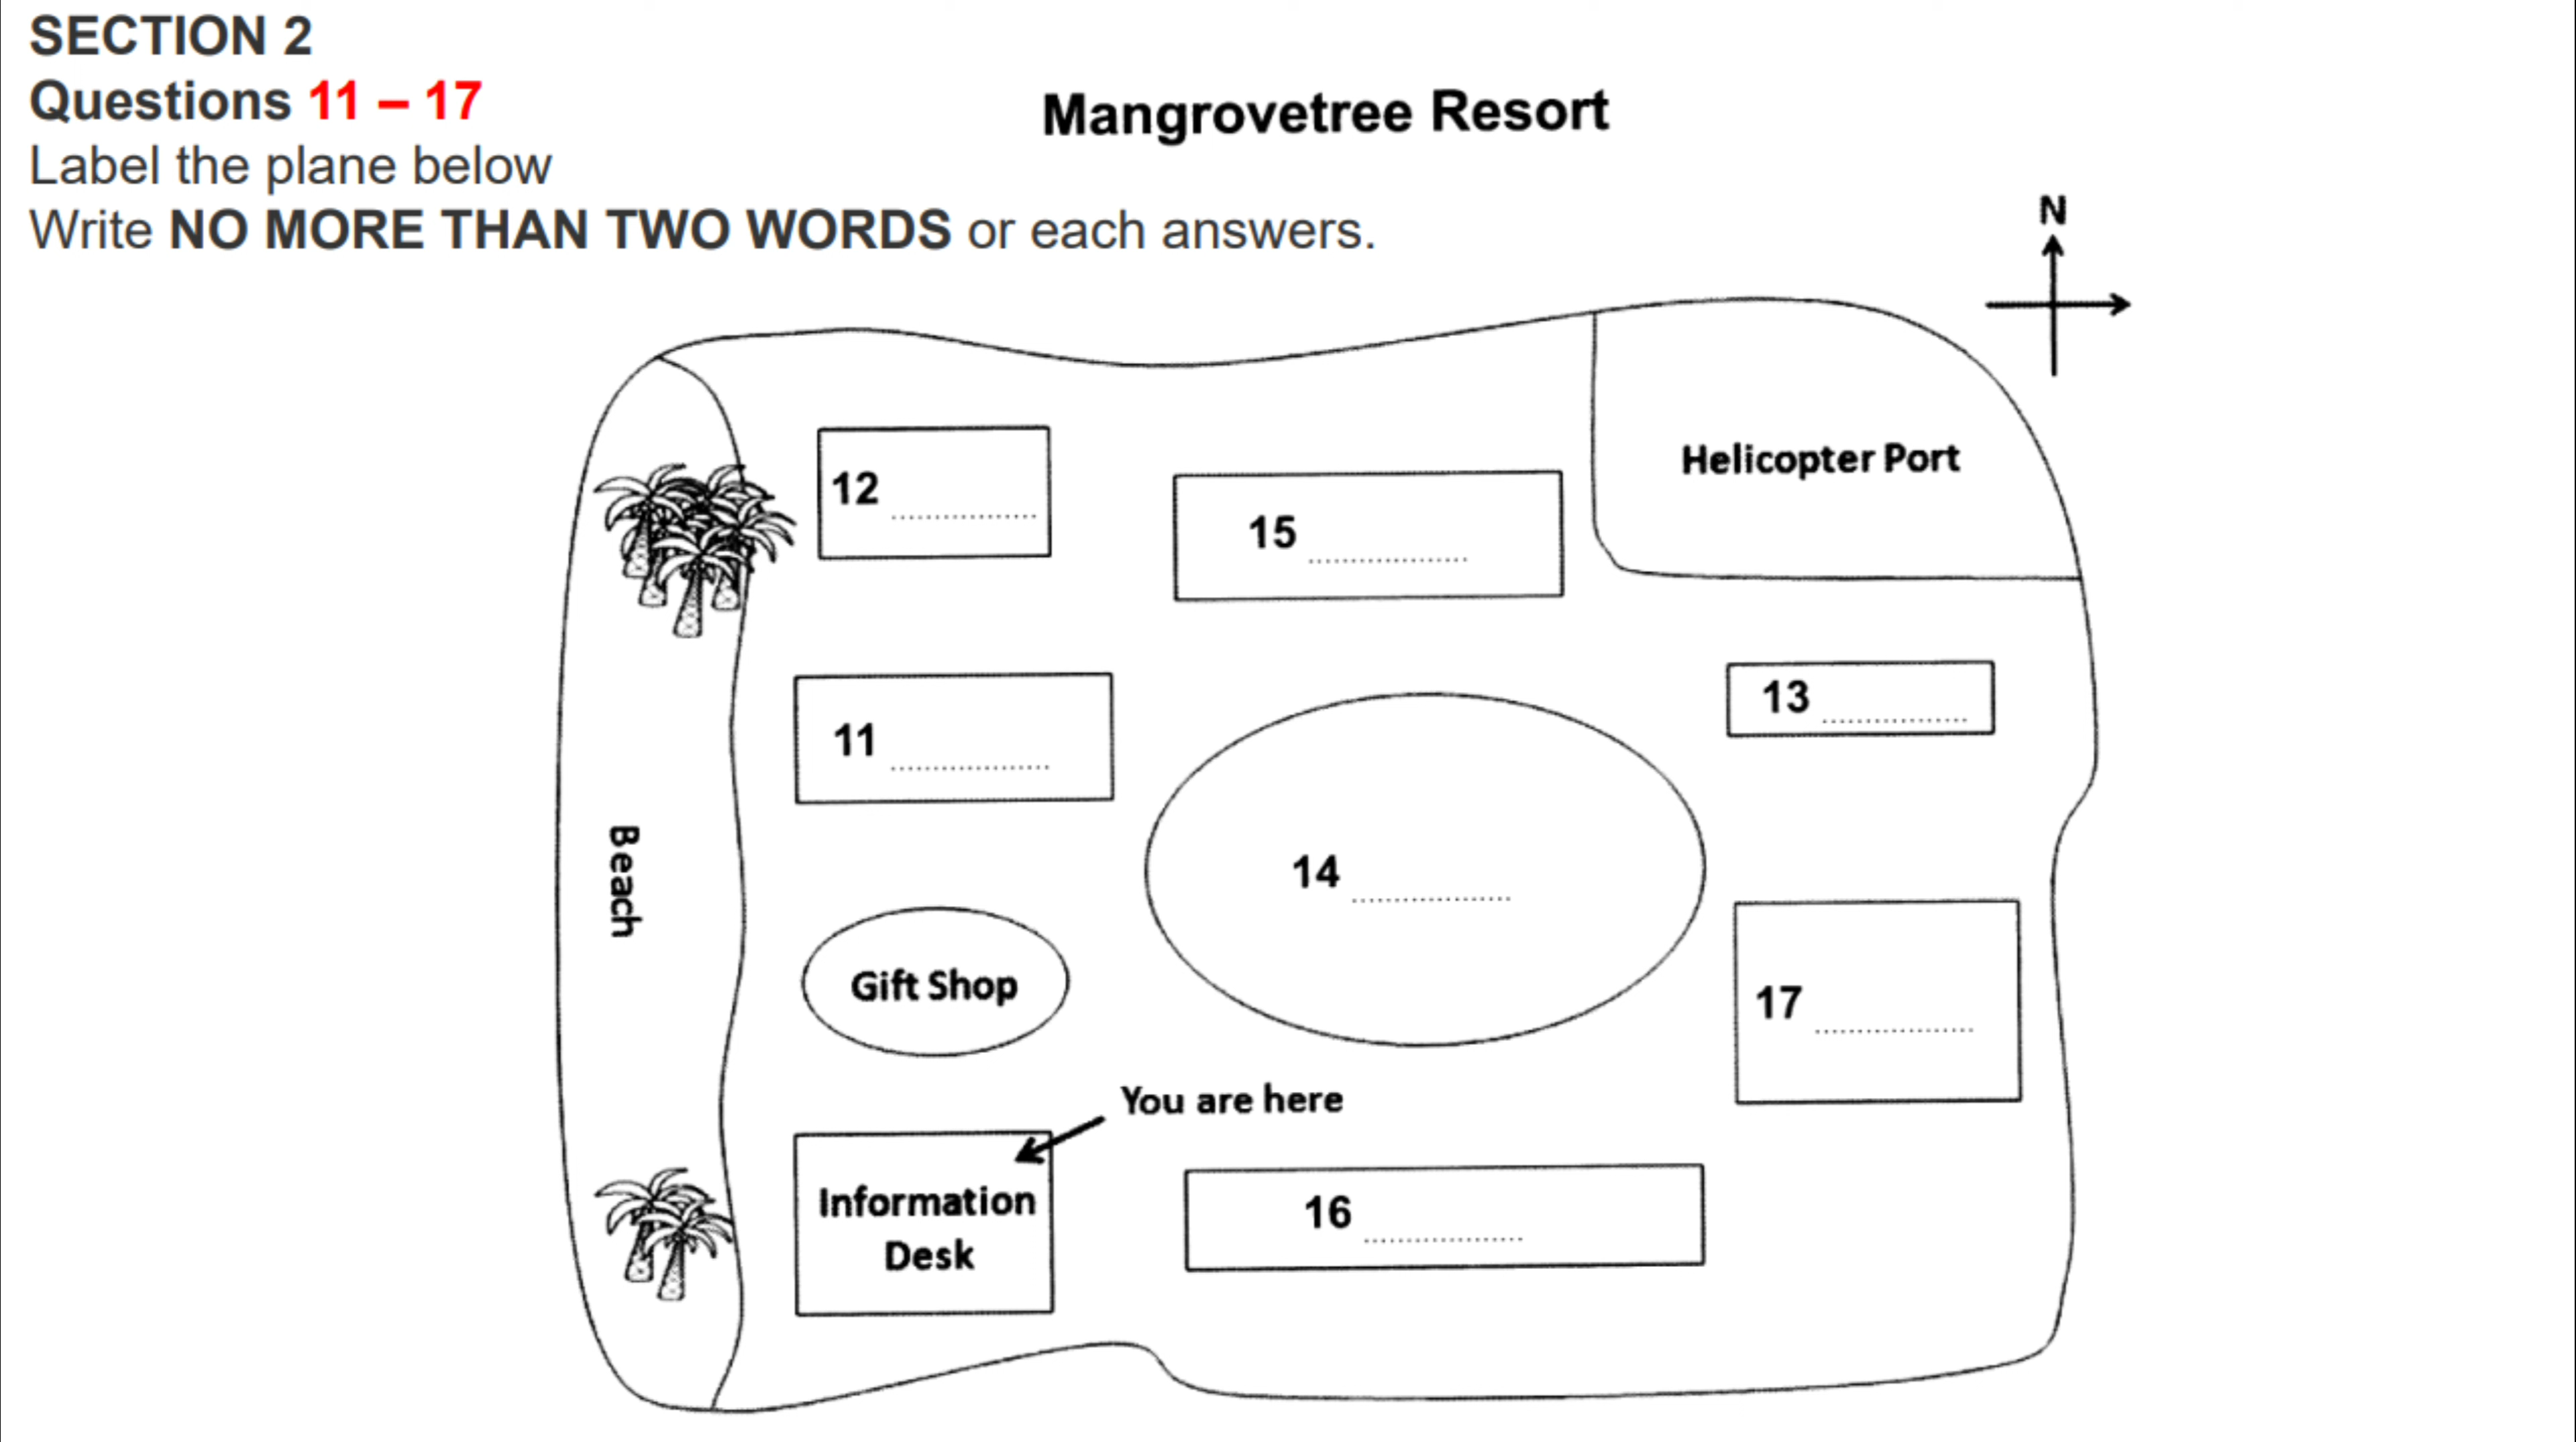 SECTION 2
Questions 11 – 17
Label the plane below
Write NO MORE THAN TWO WORDS or each answers.
Mangrovetree Resort
N
Helicopter Port
12 ....................
15 ....................
13 ....................
11 ....................
14 ....................
Beach
Gift Shop
17 ....................
You are here
Information
Desk
16 ....................